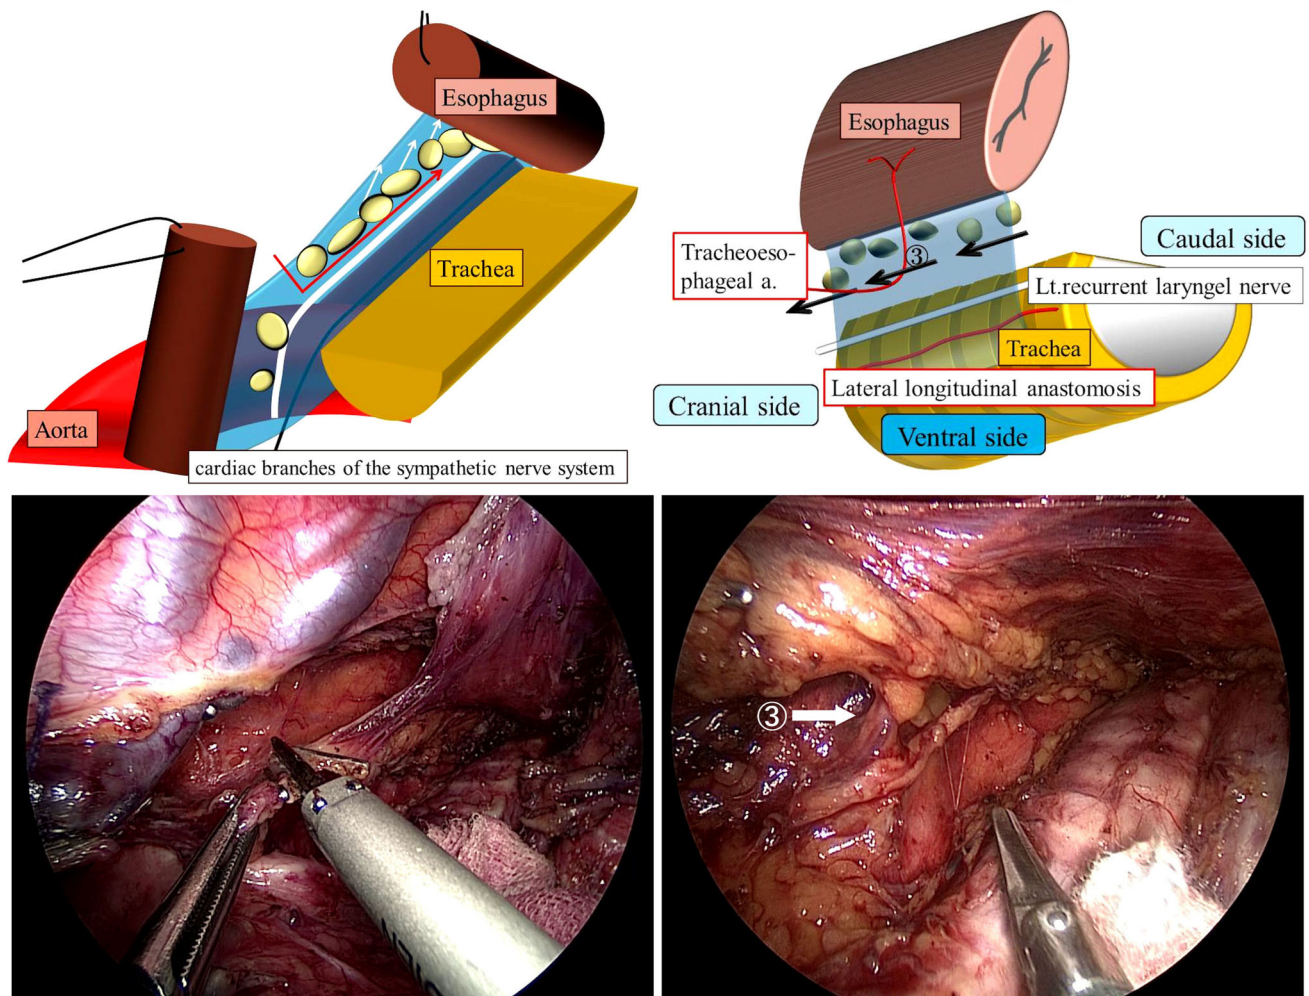 Esophagus
Trachea
Aorta
cardiac branches of the sympathetic nerve system
Esophagus
Caudal side
Tracheoeso-
phageal a.
③
Lt.recurrent laryngel nerve
Trachea
Lateral longitudinal anastomosis
Cranial side
Ventral side
③